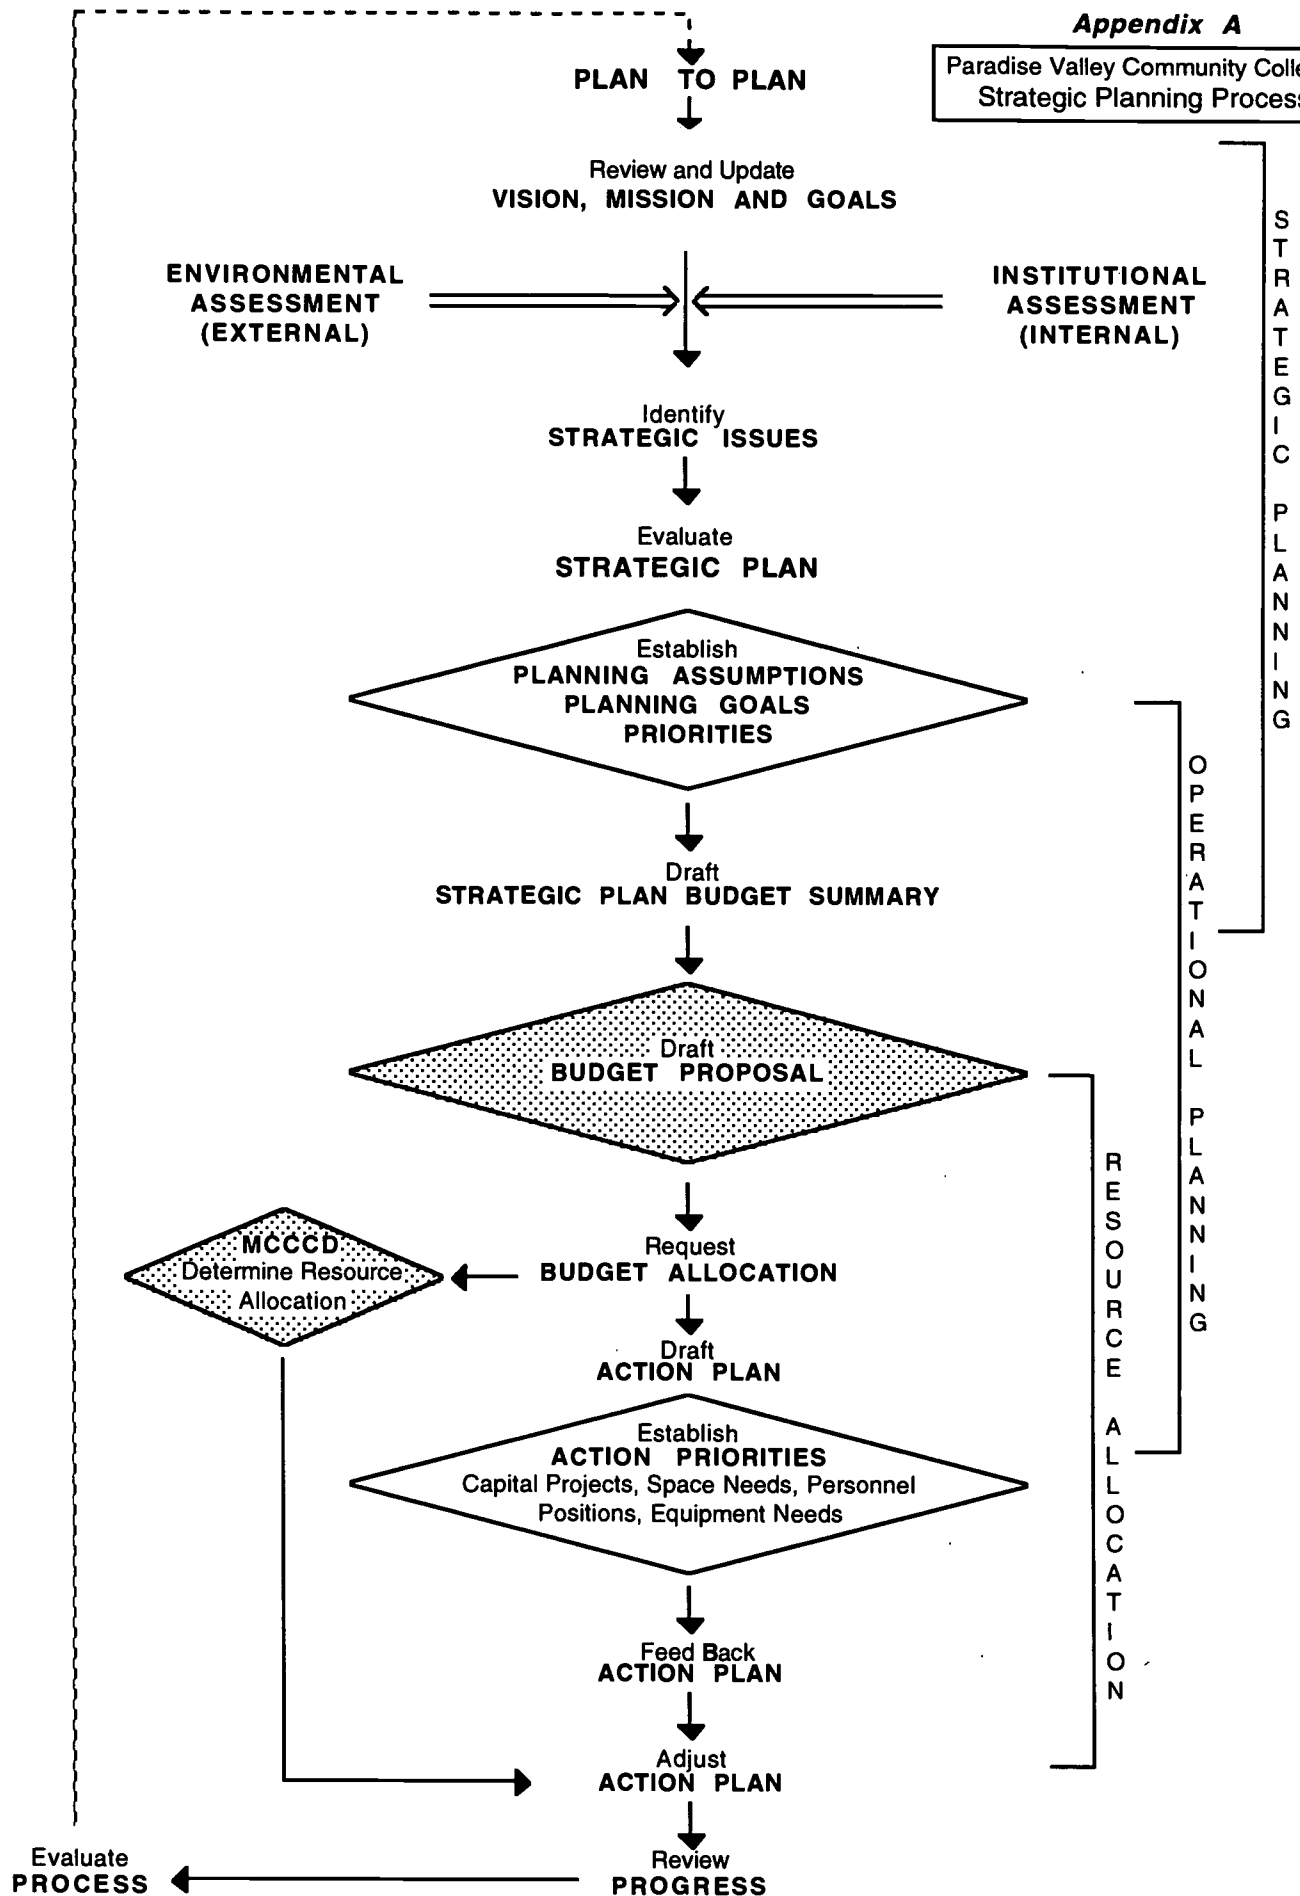 Appendix A
Paradise Valley Community Colle
Strategic Planning Process
PLAN TO PLAN
Review and Update
VISION, MISSION AND GOALS
ENVIRONMENTAL
ASSESSMENT
(EXTERNAL)
INSTITUTIONAL
ASSESSMENT
(INTERNAL)
Identify
STRATEGIC ISSUES
Evaluate
STRATEGIC PLAN
Establish
PLANNING ASSUMPTIONS
PLANNING GOALS
PRIORITIES
Draft
STRATEGIC PLAN BUDGET SUMMARY
Draft
BUDGET PROPOSAL
Request
BUDGET ALLOCATION
MCCCD
Determine Resource
Allocation
Draft
ACTION PLAN
Establish
ACTION PRIORITIES
Capital Projects, Space Needs, Personnel
Positions, Equipment Needs
Feed Back
ACTION PLAN
Adjust
ACTION PLAN
Review
PROGRESS
Evaluate
PROCESS
STRATEGIC PLANNING
OPERATIONAL PLANNING
RESOURCE ALLOCATION